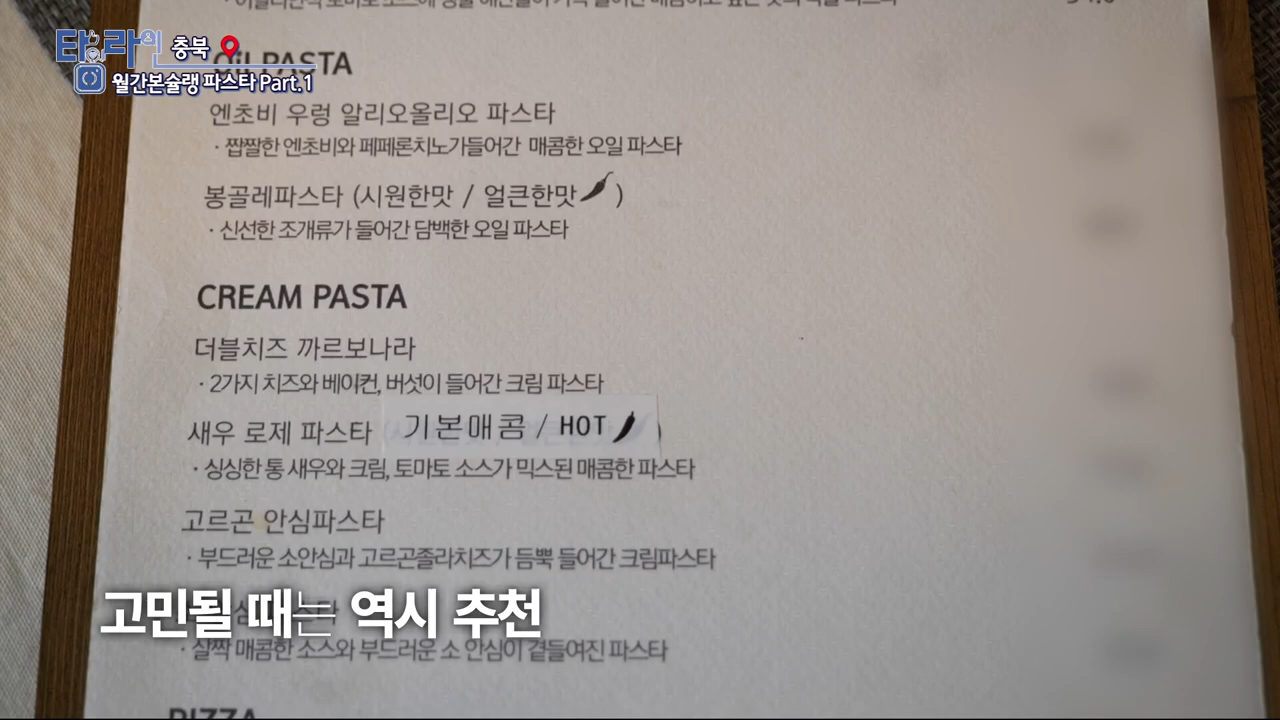 타라의 충북
월간본슐랭 파스타 Part.1
Oil PASTA
엔초비 우렁 알리오올리오 파스타
· 짭짤한 엔초비와 페페론치노가들어간 매콤한 오일 파스타
봉골레파스타 (시원한맛 / 얼큰한맛 )
· 신선한 조개류가 들어간 담백한 오일 파스타
CREAM PASTA
더블치즈 까르보나라
· 2가지 치즈와 베이컨, 버섯이 들어간 크림 파스타
새우 로제 파스타 기본매콤 / HOT )
· 싱싱한 통 새우와 크림, 토마토 소스가 믹스된 매콤한 파스타
고르곤 안심파스타
· 부드러운 소안심과 고르곤졸라치즈가 듬뿍 들어간 크림파스타
고민될 때는 역시 추천
· 살짝 매콤한 소스와 부드러운 소 안심이 곁들여진 파스타
PIZZA